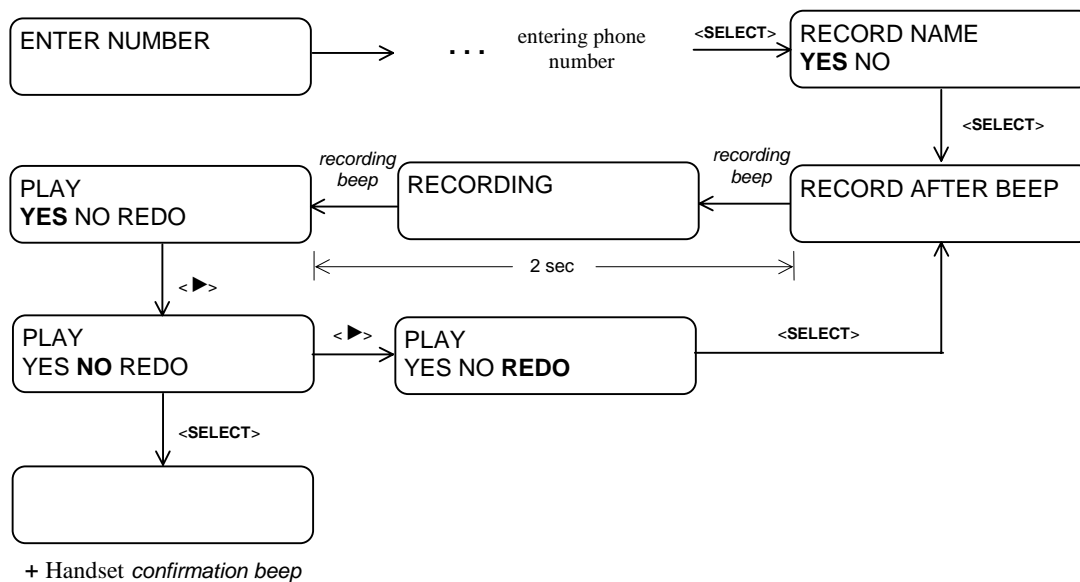 ENTER NUMBER
. . .
entering phone
number
<SELECT>
RECORD NAME
YES NO
<SELECT>
RECORD AFTER BEEP
recording
beep
RECORDING
recording
beep
PLAY
YES NO REDO
2 sec
< ▶>
PLAY
YES NO REDO
< ▶>
PLAY
YES NO REDO
<SELECT>
<SELECT>
+ Handset confirmation beep